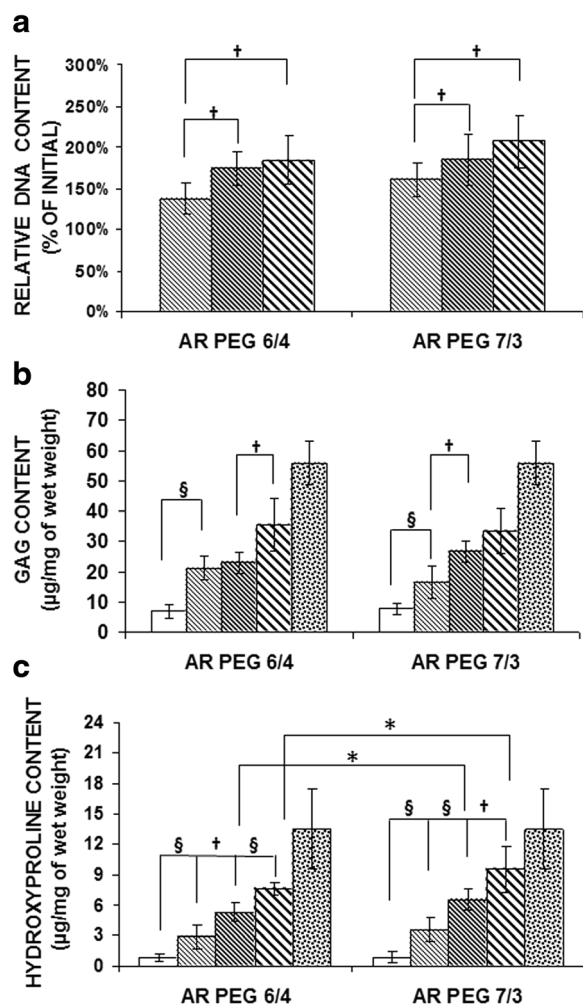 a
RELATIVE DNA CONTENT
(% OF INITIAL)
300%
250%
200%
150%
100%
50%
0%
✝
✝
✝
✝
AR PEG 6/4
AR PEG 7/3
b
GAG CONTENT
(µg/mg of wet weight)
80
70
60
50
40
30
20
10
0
§
✝
§
✝
AR PEG 6/4
AR PEG 7/3
c
HYDROXYPROLINE CONTENT
(µg/mg of wet weight)
24
21
18
15
12
9
6
3
0
*
*
§ ✝ §
§ § ✝
AR PEG 6/4
AR PEG 7/3